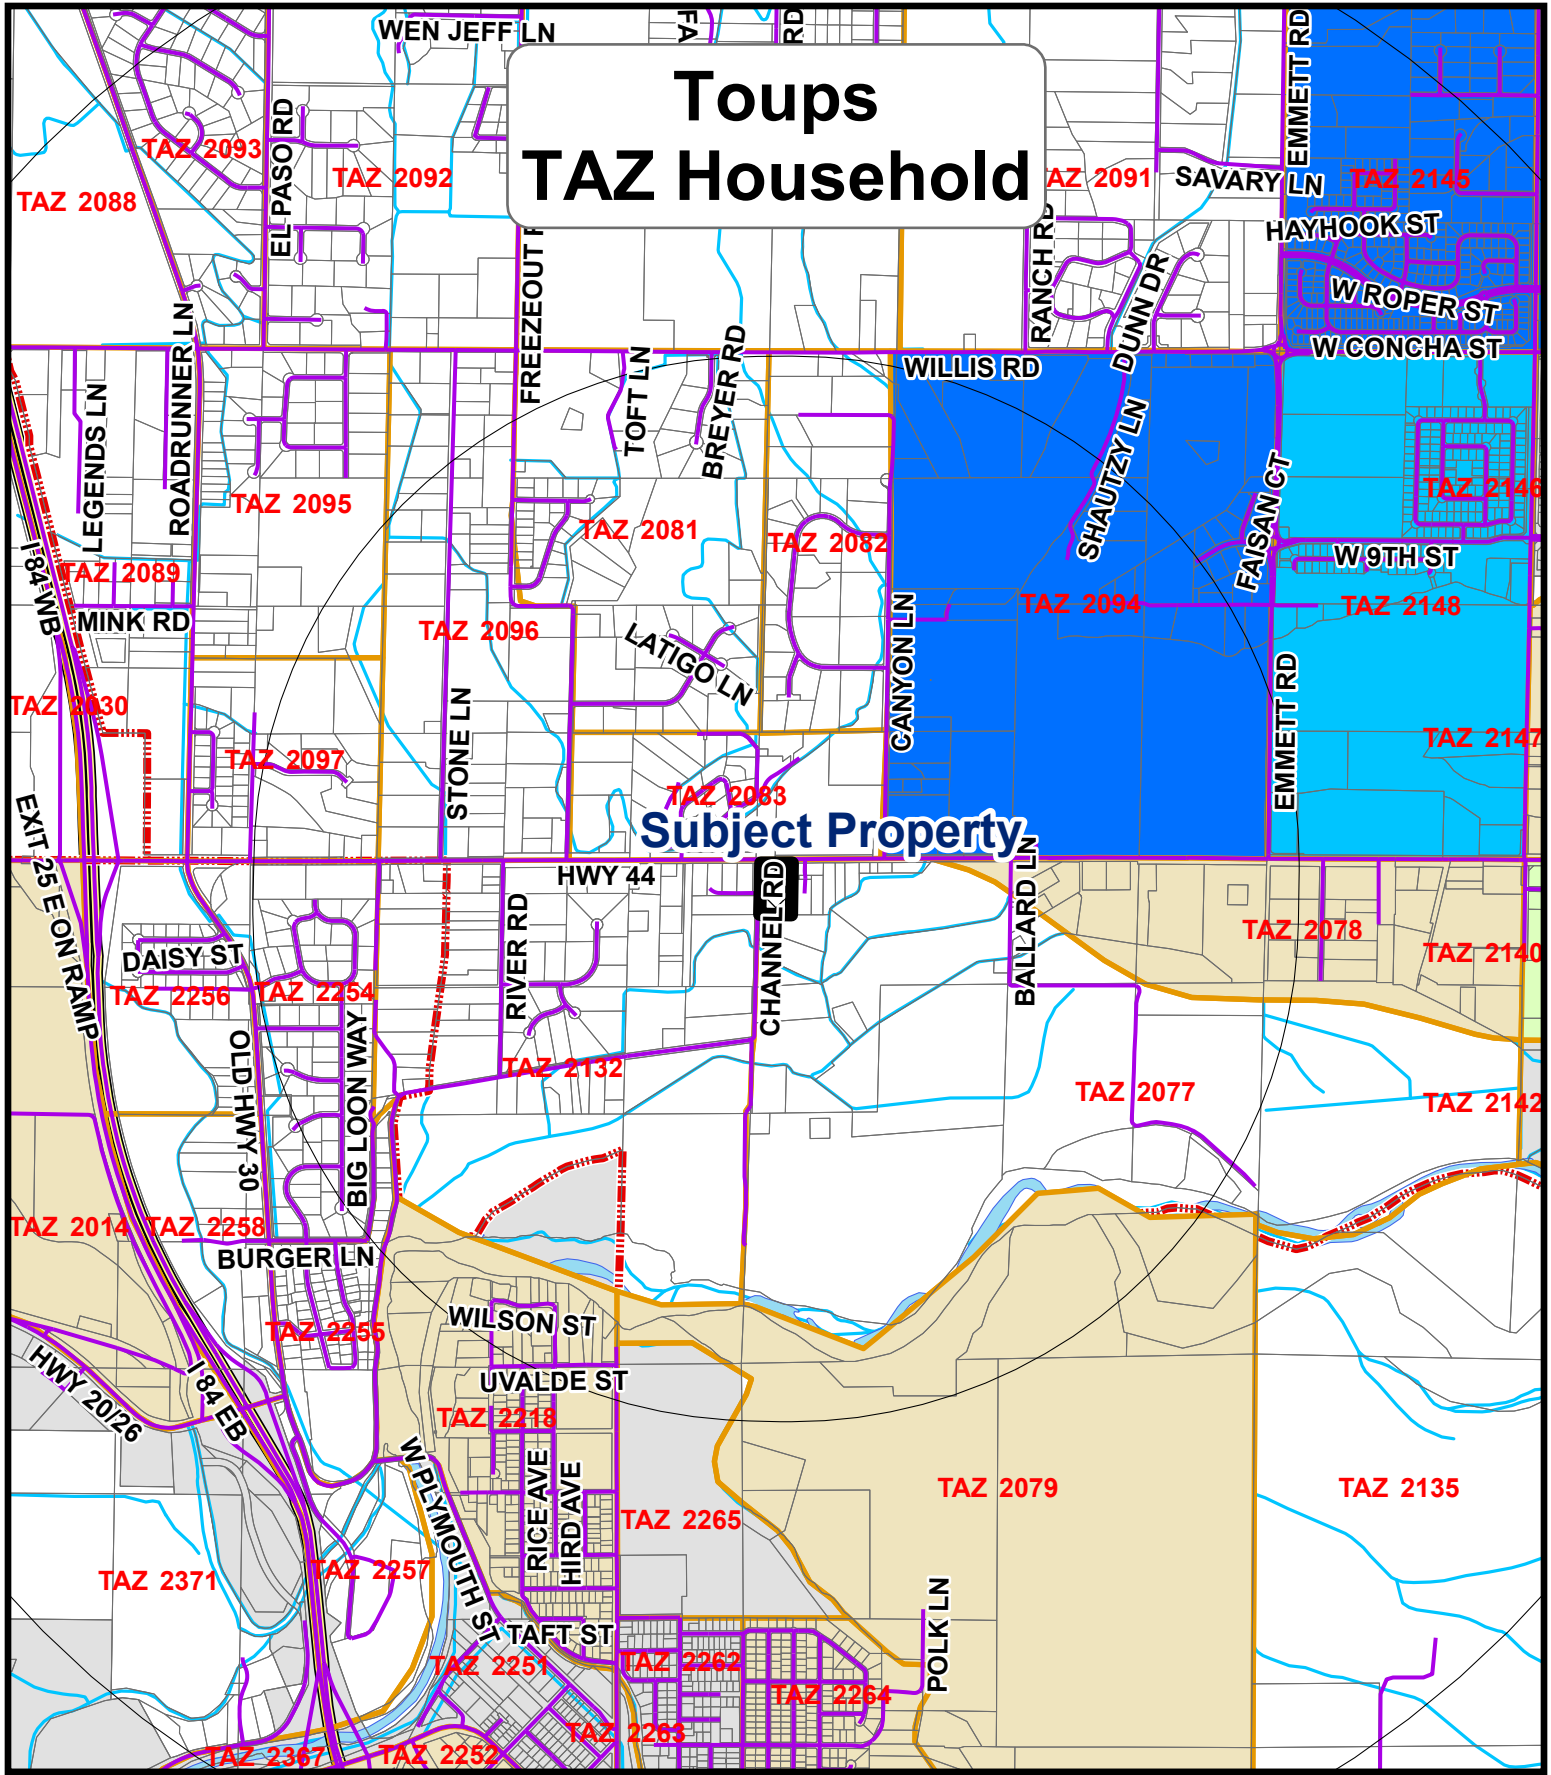 WEN JEFF LN
FA
RD
EMMETT RD
Toups
TAZ Household
TAZ 2093
EL PASO RD
TAZ 2092
TAZ 2088
AZ 2091
SAVARY LN
TAZ 2145
HAYHOOK ST
RANCH RD
DUNN DR
W ROPER ST
W CONCHA ST
WILLIS RD
FREEZEOUT R
ROADRUNNER LN
LEGENDS LN
TOFT LN
BREYER RD
SHAUTZY LN
FAISAN CT
TAZ 2095
TAZ 2081
TAZ 2082
TAZ 2146
W 9TH ST
I 84 WB
TAZ 2089
MINK RD
TAZ 2096
LATIGO LN
CANYON LN
TAZ 2094
TAZ 2148
TAZ 2030
TAZ 2097
STONE LN
EMMETT RD
TAZ 2147
TAZ 2083
Subject Property
EXIT 25 E ON RAMP
HWY 44
CHANNEL RD
BALLARD LN
RIVER RD
TAZ 2078
TAZ 2140
DAISY ST
TAZ 2256
TAZ 2254
OLD HWY 30
BIG LOON WAY
TAZ 2132
TAZ 2077
TAZ 2142
TAZ 2014
TAZ 2258
BURGER LN
TAZ 2255
WILSON ST
UVALDE ST
HWY 20/26
I 84 EB
TAZ 2218
W PLYMOUTH ST
RICE AVE
HIRD AVE
TAZ 2265
TAZ 2079
TAZ 2135
TAZ 2371
TAZ 2257
TAFT ST
POLK LN
TAZ 2251
TAZ 2262
TAZ 2264
TAZ 2263
TAZ 2367
TAZ 2252